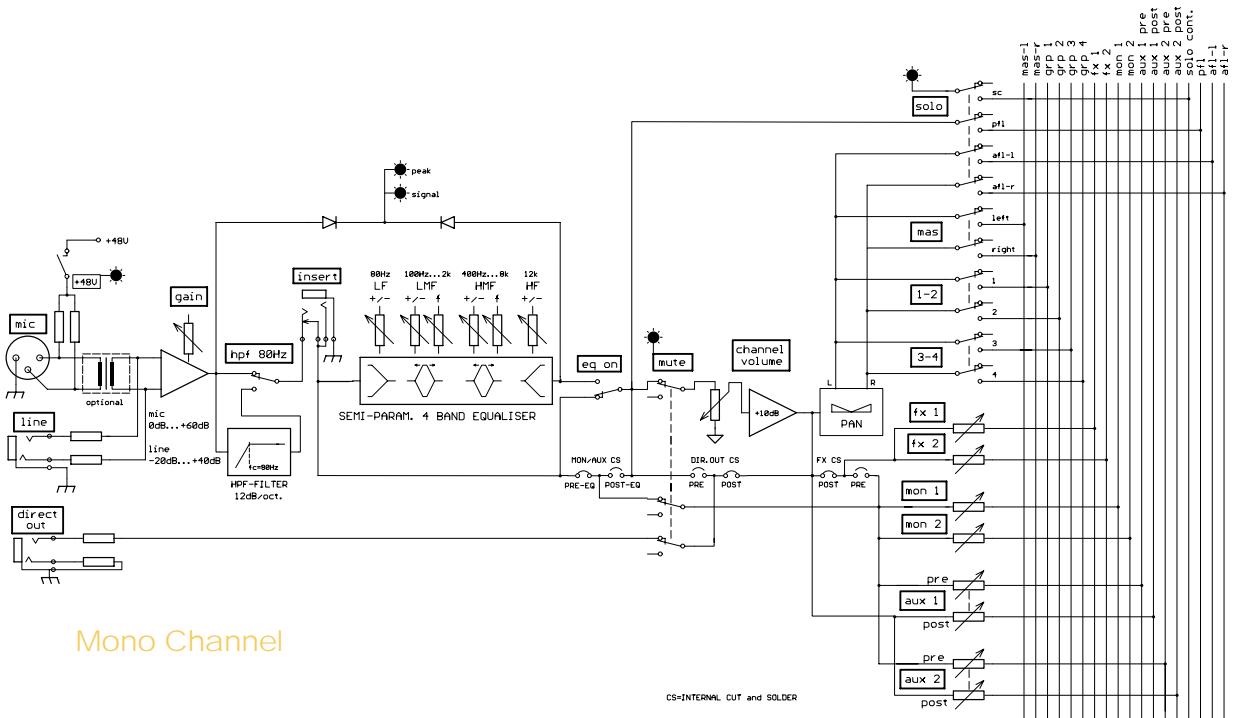 mas-l
mas-r
grp 1
grp 2
grp 3
grp 4
fx 1
fx 2
mon 1
mon 2
aux 1 pre
aux 1 post
aux 2 pre
aux 2 post
solo cont.
pfl
afl-l
afl-r
solo
sc
pfl
afl-l
afl-r
peak
signal
left
mas
right
1
1-2
2
3
3-4
4
+48V
+48V
gain
insert
80Hz
LF
+/-
100Hz...2k
LMF
+/- f
400Hz...8k
HMF
+/- f
12k
HF
+/-
mic
hpf 80Hz
optional
mic
0dB...+60dB
line
-20dB...+40dB
SEMI-PARAM. 4 BAND EQUALISER
eq on
mute
channel
volume
+10dB
L
R
PAN
line
fc=80Hz
HPF-FILTER
12dB/oct.
MON/AUX CS
PRE-EQ
POST-EQ
DIR.OUT CS
PRE
POST
FX CS
POST
PRE
fx 1
fx 2
mon 1
mon 2
direct
out
pre
aux 1
post
pre
aux 2
post
Mono Channel
CS=INTERNAL CUT and SOLDER